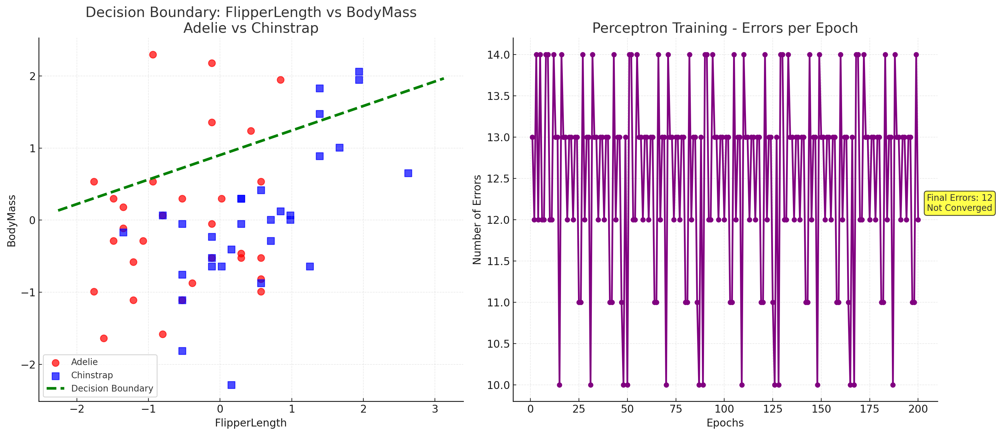 Decision Boundary: FlipperLength vs BodyMass
Adelie vs Chinstrap
BodyMass
2
1
0
−1
−2
−2
−1
0
1
2
3
FlipperLength
Adelie
Chinstrap
Decision Boundary
Perceptron Training - Errors per Epoch
Number of Errors
14.0
13.5
13.0
12.5
12.0
11.5
11.0
10.5
10.0
0
25
50
75
100
125
150
175
200
Epochs
Final Errors: 12
Not Converged